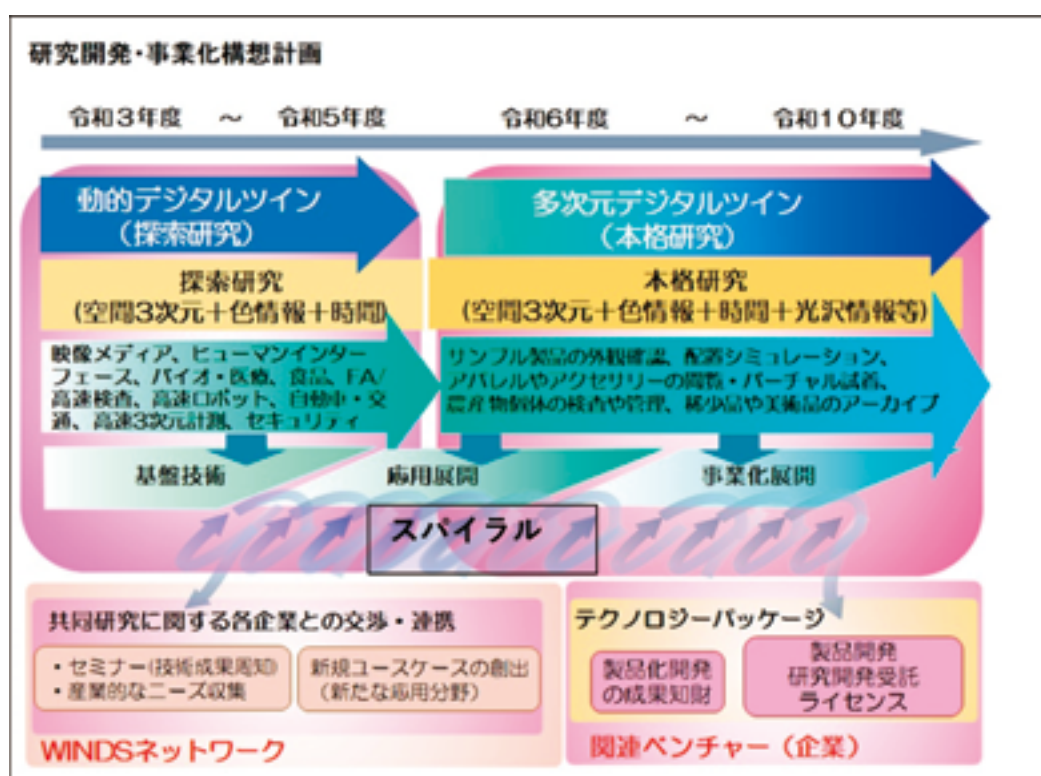 研究開発・事業化構想計画
令和3年度 ～ 令和5年度
令和6年度 ～ 令和10年度
動的デジタルツイン
（探索研究）
多次元デジタルツイン
（本格研究）
探索研究
(空間3次元＋色情報＋時間)
本格研究
(空間3次元＋色情報＋時間＋光沢情報等)
映像メディア、ヒューマンインター
フェース、バイオ・医療、食品、FA/
高速検査、高速ロボット、自動車・交
通、高速3次元計測、セキュリティ
サンプル製品の外観確認、配置シミュレーション、
アパレルやアクセサリーの閲覧・バーチャル試着、
農産物個体の検査や管理、稀少品や美術品のアーカイブ
基盤技術
応用展開
事業化展開
スパイラル
共同研究に関する各企業との交渉・連携
・セミナー(技術成果周知)
・産業的なニーズ収集
新規ユースケースの創出
（新たな応用分野）
WINDSネットワーク
テクノロジーパッケージ
製品化開発
の成果知財
製品開発
研究開発受託
ライセンス
関連ベンチャー（企業）